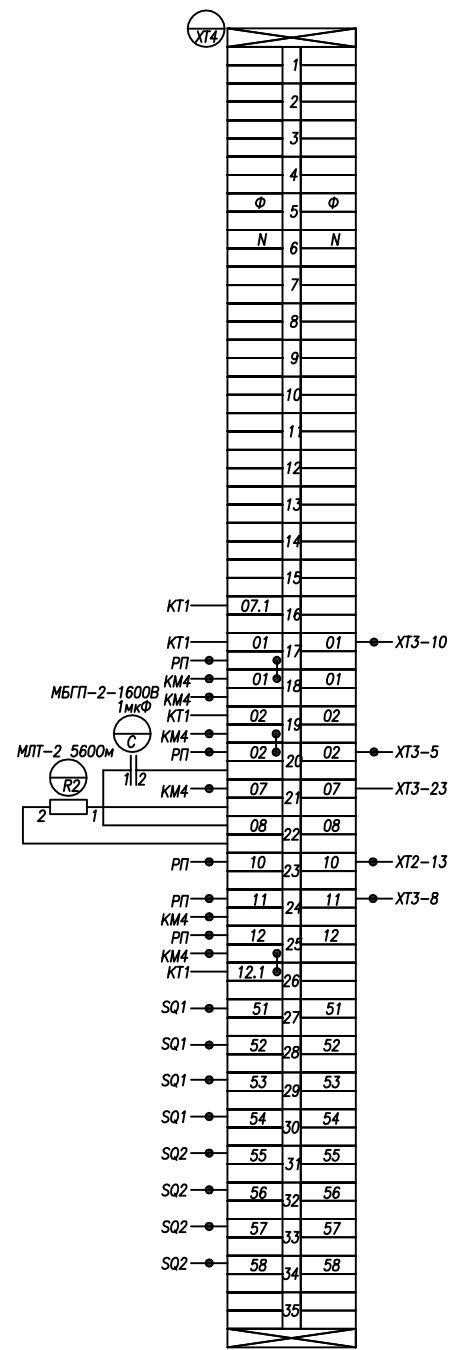 XT4
1
2
3
4
Ф 5 Ф
N 6 N
7
8
9
10
11
12
13
14
15
KT1 07.1 16
KT1 01 17 01 XT3-10
РП
KM4 01 18 01
KM4
МБГП-2-1600В
1мкФ
C
1 2
KT1 02 19 02
KM4
РП 02 20 02 XT3-5
МЛТ-2 560Ом
R2
2 1
KM4 07 21 07 XT3-23
08 22 08
РП 10 23 10 XT2-13
РП 11 24 11 XT3-8
KM4
РП 12 25 12
KM4
KT1 12.1 26
SQ1 51 27 51
SQ1 52 28 52
SQ1 53 29 53
SQ1 54 30 54
SQ2 55 31 55
SQ2 56 32 56
SQ2 57 33 57
SQ2 58 34 58
35